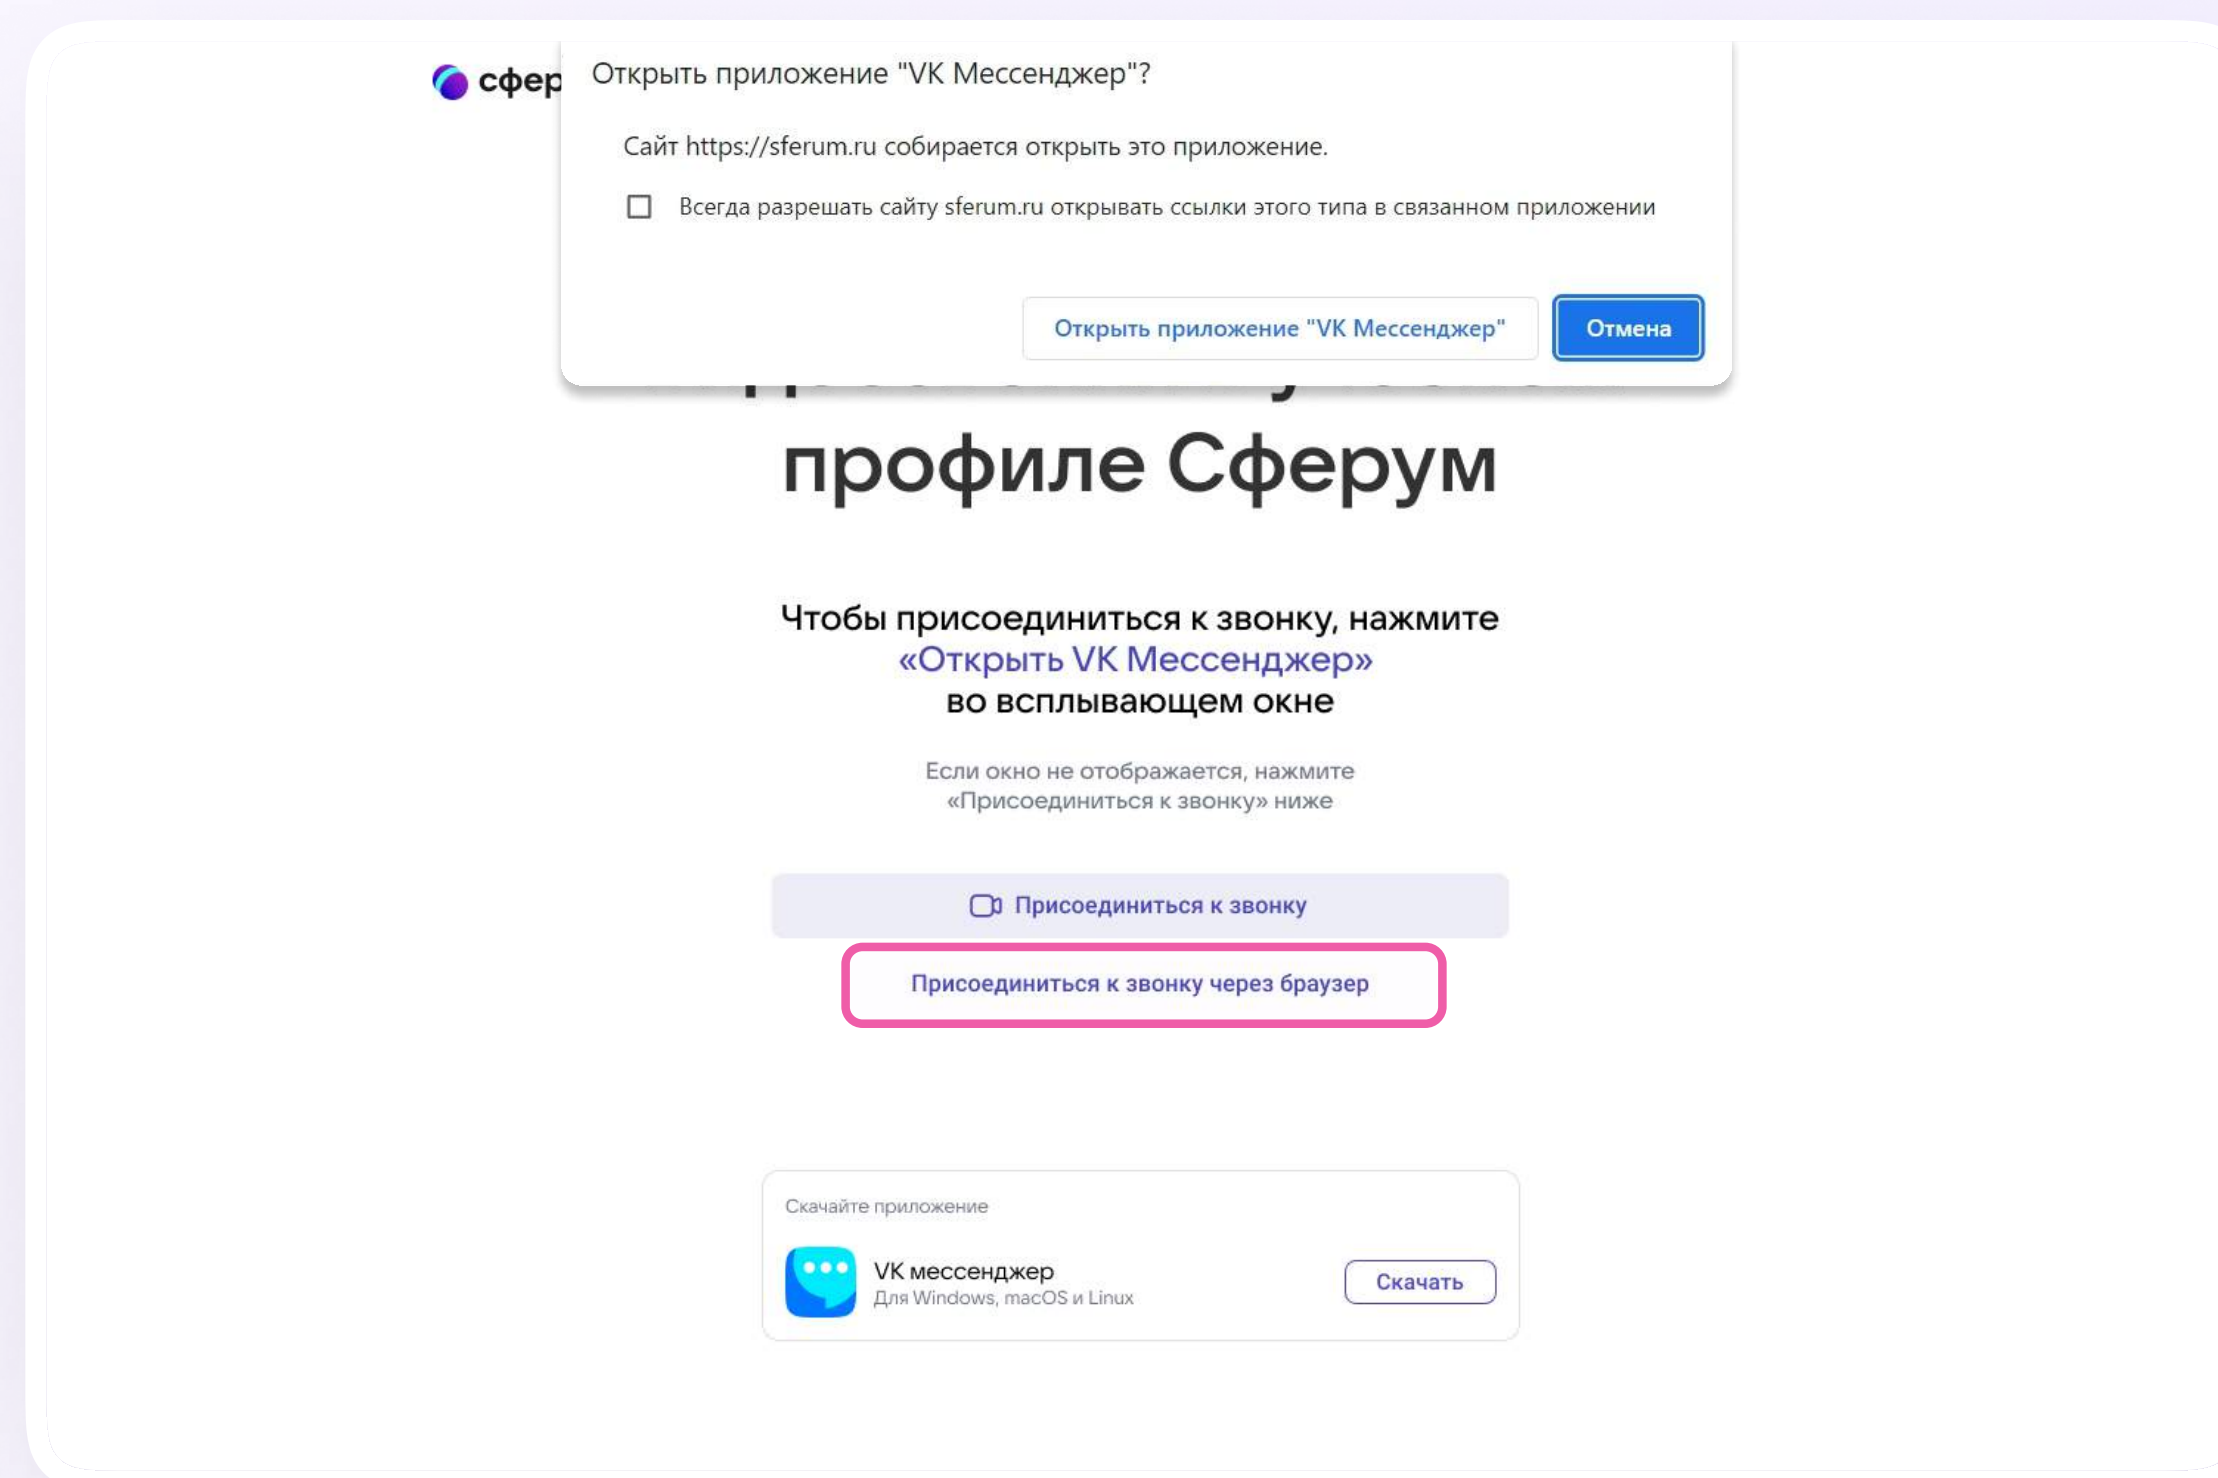 сфер
Открыть приложение "VK Мессенджер"?
Сайт https://sferum.ru собирается открыть это приложение.
Всегда разрешать сайту sferum.ru открывать ссылки этого типа в связанном приложении
Открыть приложение "VK Мессенджер"
Отмена
профиле Сферум
Чтобы присоединиться к звонку, нажмите
«Открыть VK Мессенджер»
во всплывающем окне
Если окно не отображается, нажмите
«Присоединиться к звонку» ниже
Присоединиться к звонку
Присоединиться к звонку через браузер
Скачайте приложение
VK мессенджер
Для Windows, macOS и Linux
Скачать